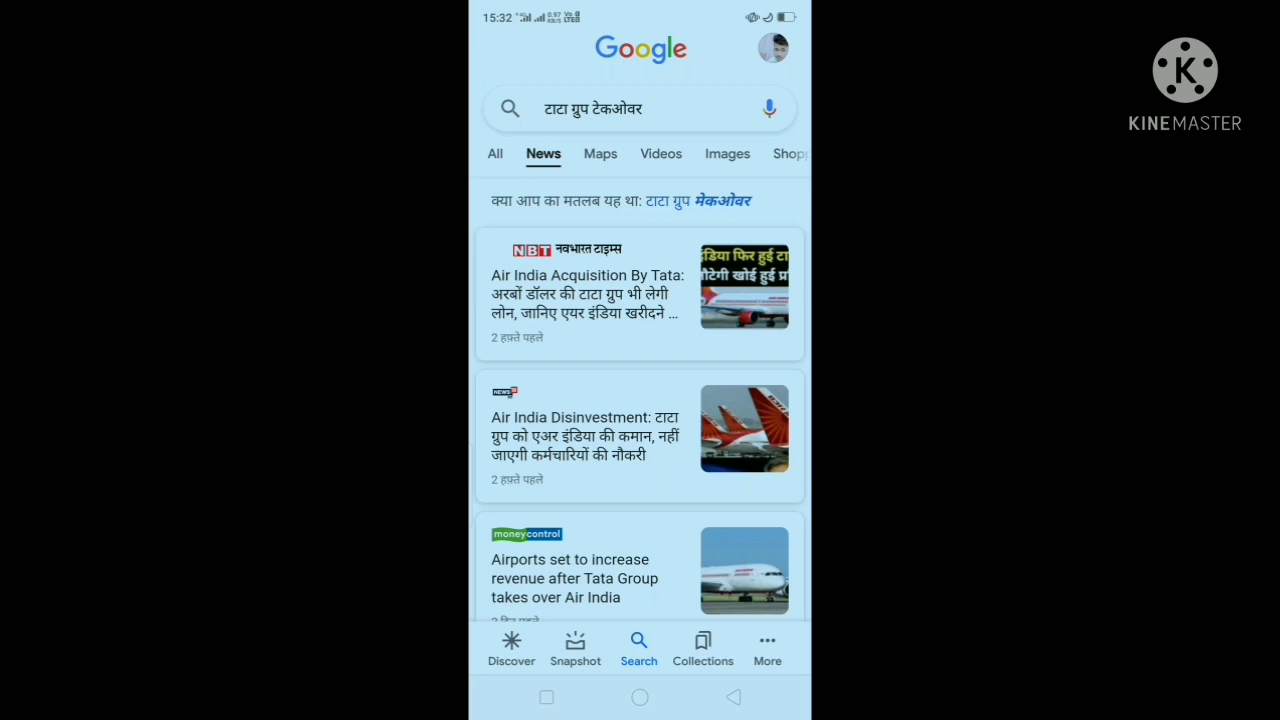 15:32
Google
टाटा ग्रुप टेकओवर
All News Maps Videos Images Shop
क्या आप का मतलब यह था: टाटा ग्रुप मेकओवर
NBT नवभारत टाइम्स
Air India Acquisition By Tata:
अरबों डॉलर की टाटा ग्रुप भी लेगी
लोन, जानिए एयर इंडिया खरीदने ...
2 हफ़्ते पहले
NEWS18
Air India Disinvestment: टाटा
ग्रुप को एअर इंडिया की कमान, नहीं
जाएगी कर्मचारियों की नौकरी
2 हफ़्ते पहले
moneycontrol
Airports set to increase
revenue after Tata Group
takes over Air India
Discover Snapshot Search Collections More
K
KINEMASTER